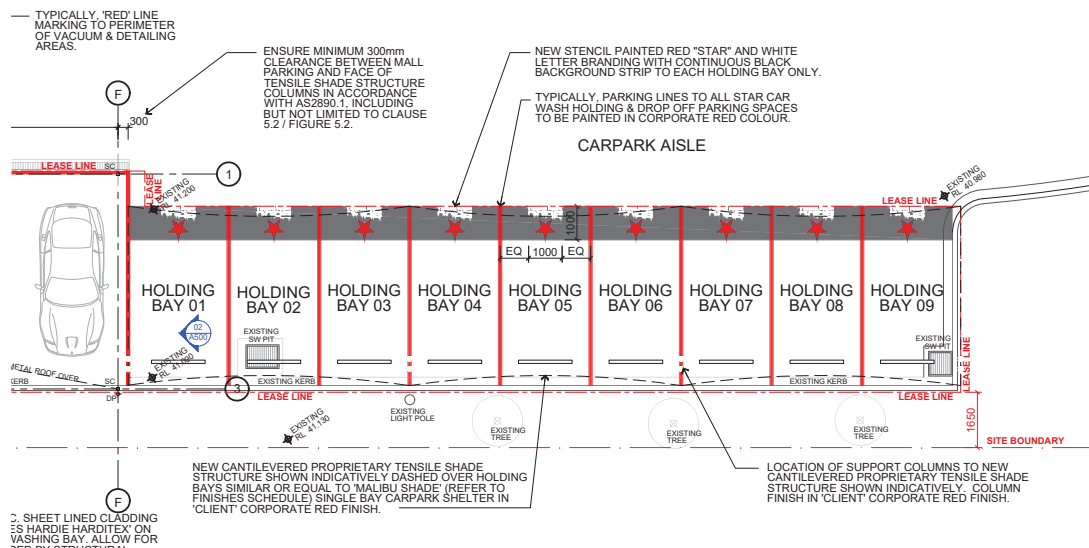 TYPICALLY, 'RED' LINE
MARKING TO PERIMETER
OF VACUUM & DETAILING
AREAS.
ENSURE MINIMUM 300mm
CLEARANCE BETWEEN MALL
PARKING AND FACE OF
TENSILE SHADE STRUCTURE
COLUMNS IN ACCORDANCE
WITH AS2890.1, INCLUDING
BUT NOT LIMITED TO CLAUSE
5.2 / FIGURE 5.2.
NEW STENCIL PAINTED RED "STAR" AND WHITE
LETTER BRANDING WITH CONTINUOUS BLACK
BACKGROUND STRIP TO EACH HOLDING BAY ONLY.
TYPICALLY, PARKING LINES TO ALL STAR CAR
WASH HOLDING & DROP OFF PARKING SPACES
TO BE PAINTED IN CORPORATE RED COLOUR.
CARPARK AISLE
F
300
LEASE LINE
SC
1
LEASE
LINE
EXISTING
RL 41.200
EXISTING
RL 40.980
LEASE LINE
1000
EQ
1000
EQ
HOLDING
BAY 01
HOLDING
BAY 02
HOLDING
BAY 03
HOLDING
BAY 04
HOLDING
BAY 05
HOLDING
BAY 06
HOLDING
BAY 07
HOLDING
BAY 08
HOLDING
BAY 09
02
A500
EXISTING
SW PIT
EXISTING
SW PIT
EXISTING
RL 41.090
METAL ROOF OVER
KERB
SC
EXISTING KERB
EXISTING KERB
3
DP
LEASE LINE
LEASE LINE
LEASE LINE
EXISTING
LIGHT POLE
EXISTING
RL 41.130
EXISTING
TREE
EXISTING
TREE
EXISTING
TREE
1650
SITE BOUNDARY
NEW CANTILEVERED PROPRIETARY TENSILE SHADE
STRUCTURE SHOWN INDICATIVELY DASHED OVER HOLDING
BAYS SIMILAR OR EQUAL TO 'MALIBU SHADE' (REFER TO
FINISHES SCHEDULE) SINGLE BAY CARPARK SHELTER IN
'CLIENT' CORPORATE RED FINISH.
LOCATION OF SUPPORT COLUMNS TO NEW
CANTILEVERED PROPRIETARY TENSILE SHADE
STRUCTURE SHOWN INDICATIVELY. COLUMN
FINISH IN 'CLIENT' CORPORATE RED FINISH.
F
C. SHEET LINED CLADDING
ES HARDIE HARDITEX' ON
WASHING BAY. ALLOW FOR
BY STRUCTURAL